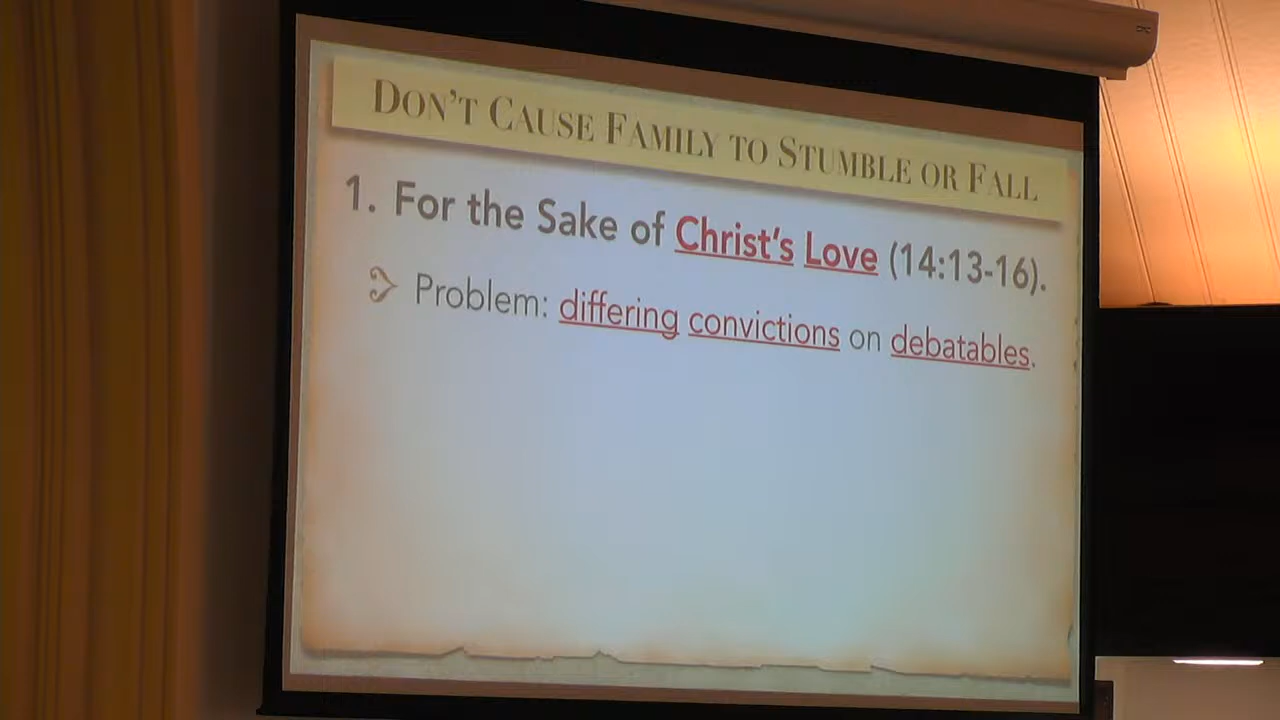 DON'T CAUSE FAMILY TO STUMBLE OR FALL
1. For the Sake of Christ's Love (14:13-16).
Problem: differing convictions on debatables.